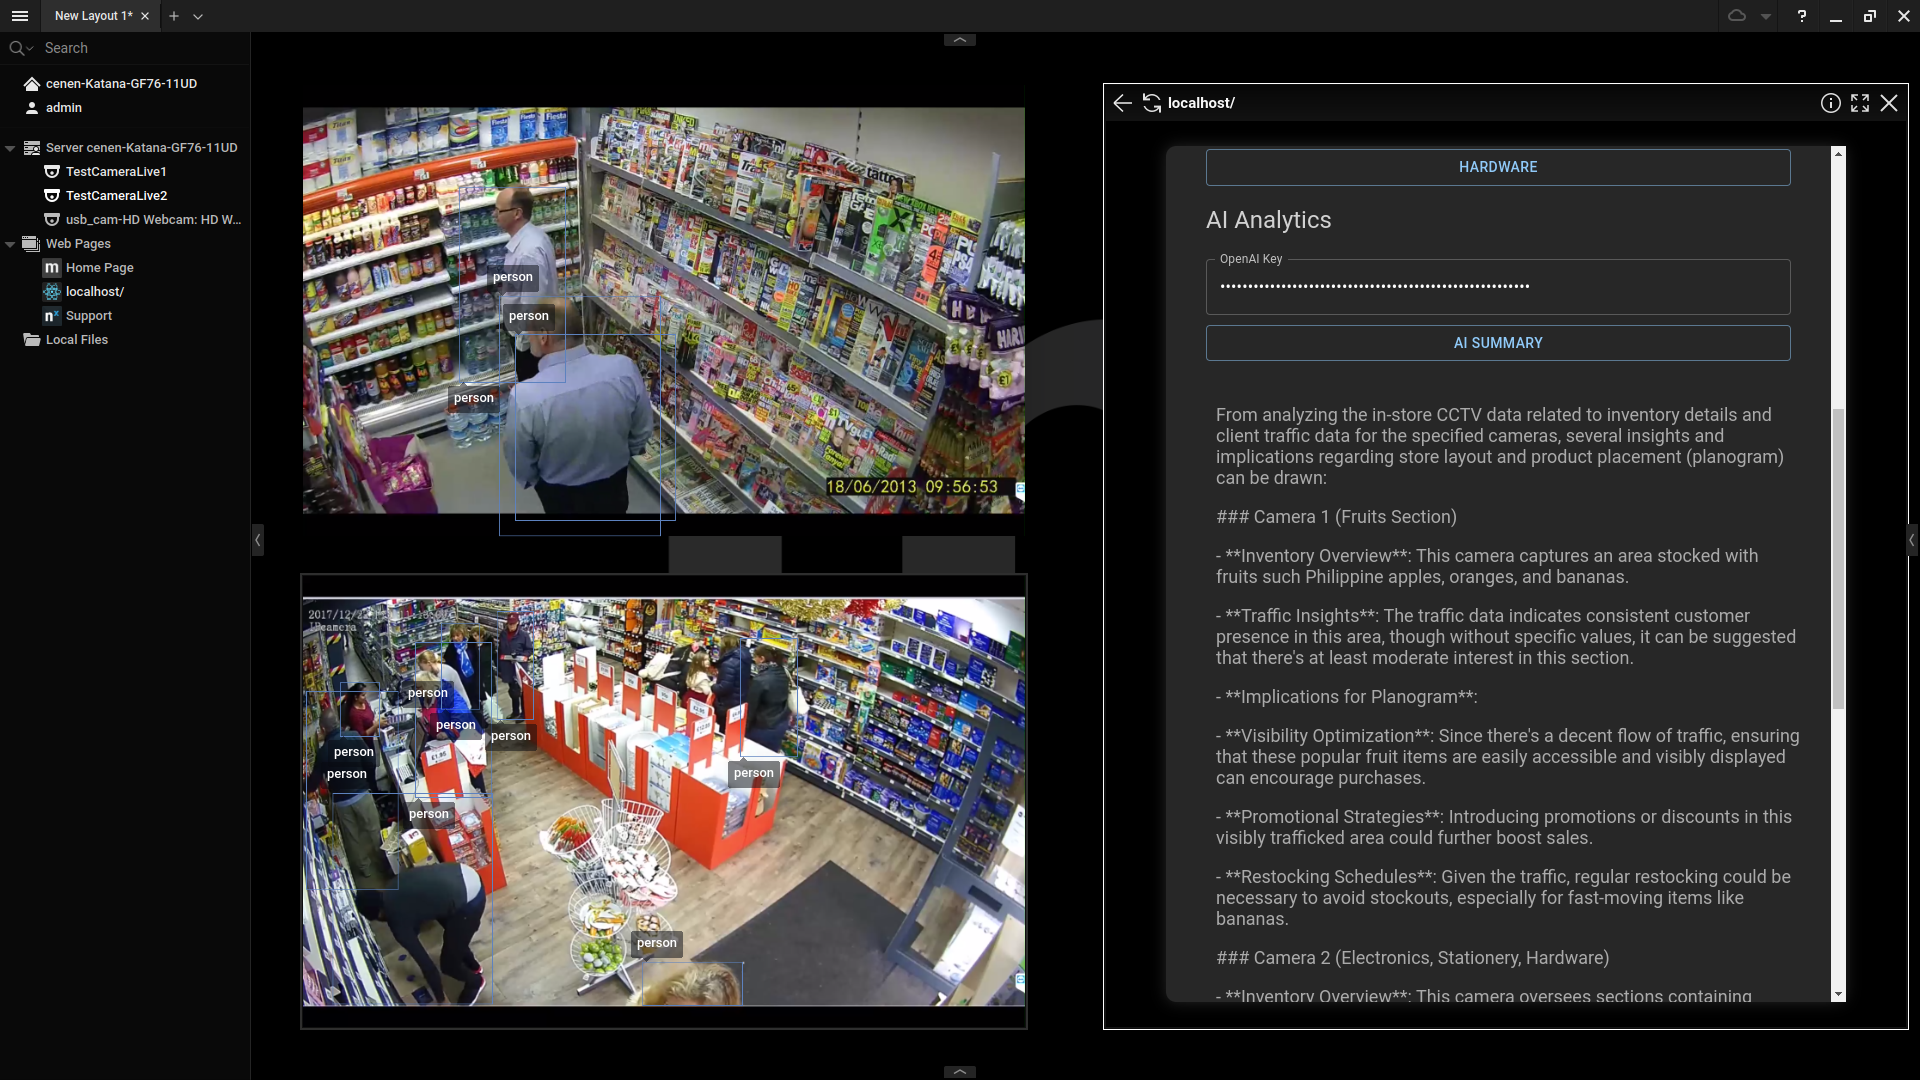 New Layout 1*
Search
cenen-Katana-GF76-11UD
admin
Server cenen-Katana-GF76-11UD
TestCameraLive1
TestCameraLive2
usb_cam-HD Webcam: HD W...
Web Pages
m Home Page
localhost/
nx Support
Local Files
Fiesta Fiesta
tattoo
person
person
person
HARIBO
£1
18/06/2013 09:56:53
IPcamera
person
person
person
person
person
person
person
person
£1.95
localhost/
HARDWARE
AI Analytics
OpenAI Key
AI SUMMARY
From analyzing the in-store CCTV data related to inventory details and
client traffic data for the specified cameras, several insights and
implications regarding store layout and product placement (planogram)
can be drawn:
### Camera 1 (Fruits Section)
- **Inventory Overview**: This camera captures an area stocked with
fruits such Philippine apples, oranges, and bananas.
- **Traffic Insights**: The traffic data indicates consistent customer
presence in this area, though without specific values, it can be suggested
that there's at least moderate interest in this section.
- **Implications for Planogram**:
- **Visibility Optimization**: Since there's a decent flow of traffic, ensuring
that these popular fruit items are easily accessible and visibly displayed
can encourage purchases.
- **Promotional Strategies**: Introducing promotions or discounts in this
visibly trafficked area could further boost sales.
- **Restocking Schedules**: Given the traffic, regular restocking could be
necessary to avoid stockouts, especially for fast-moving items like
bananas.
### Camera 2 (Electronics, Stationery, Hardware)
- **Inventory Overview**: This camera oversees sections containing